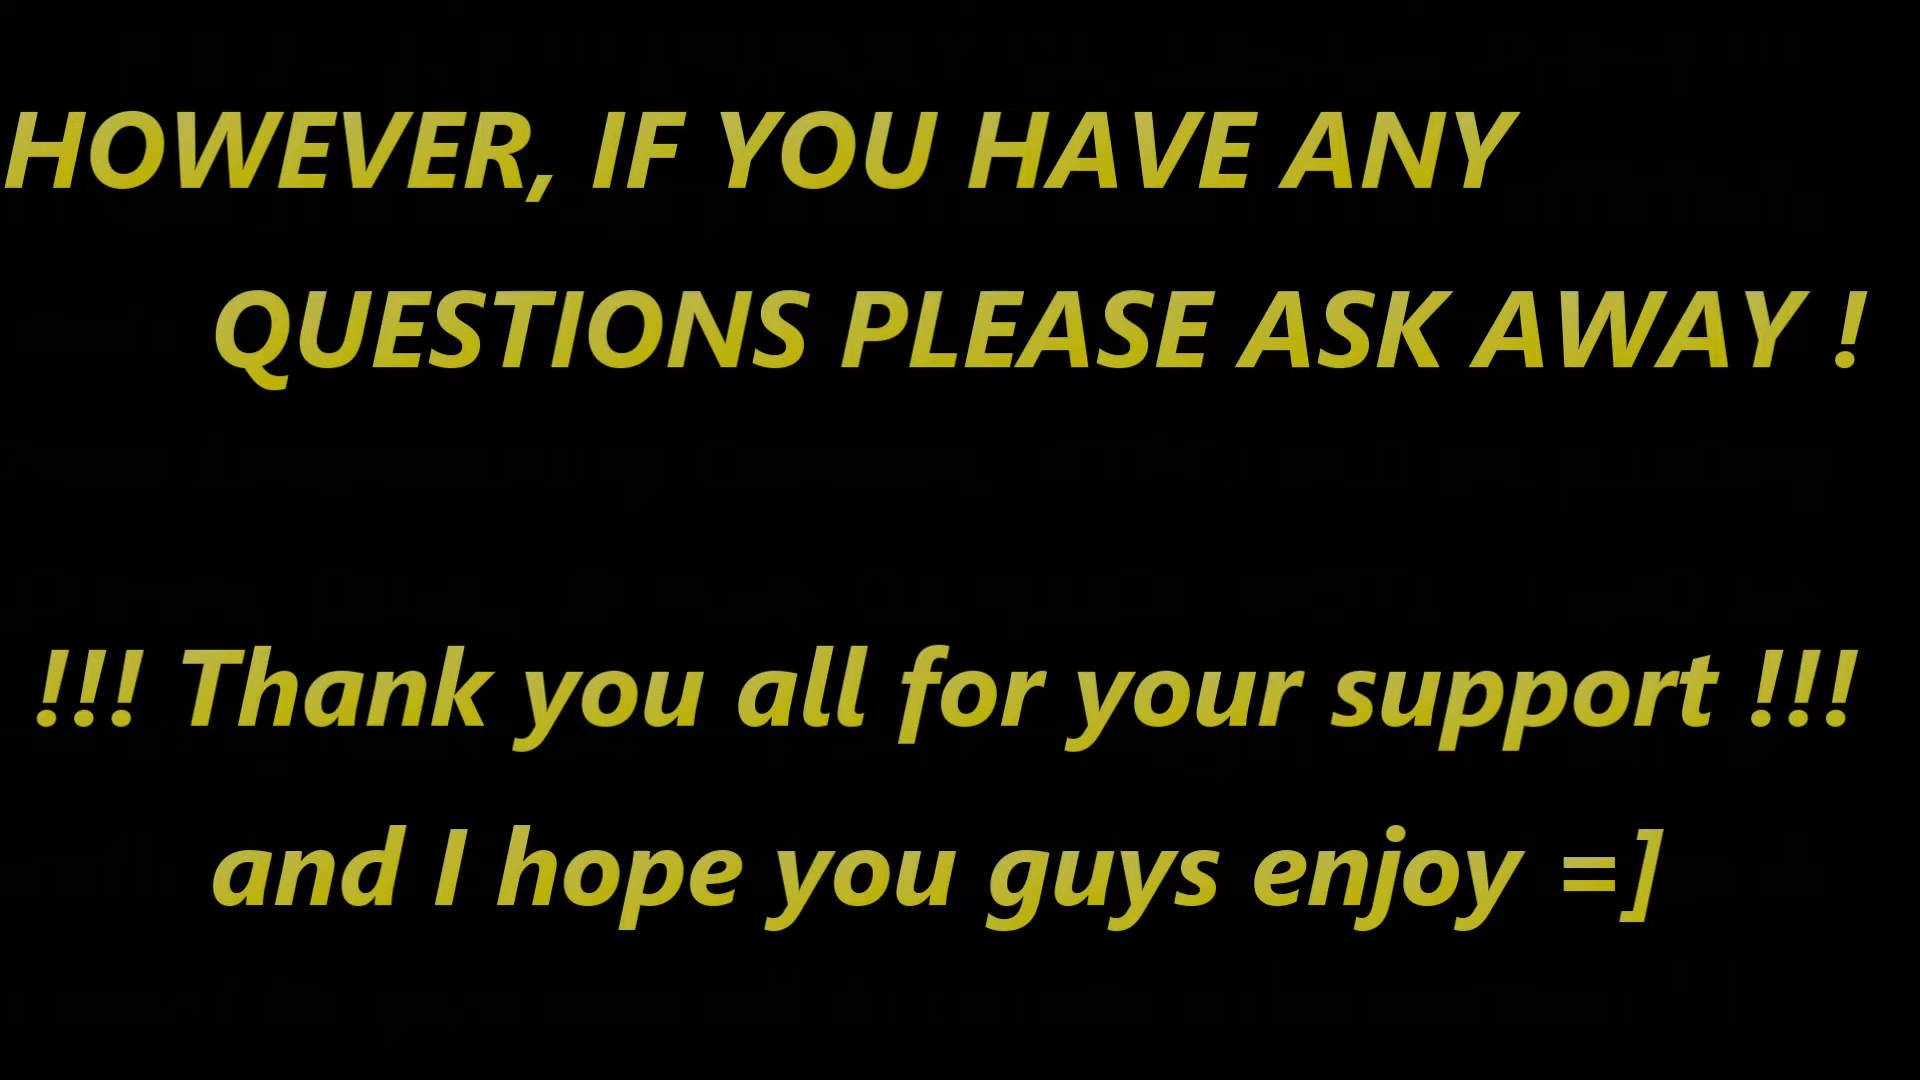 HOWEVER, IF YOU HAVE ANY
QUESTIONS PLEASE ASK AWAY !
!!! Thank you all for your support !!!
and I hope you guys enjoy =]